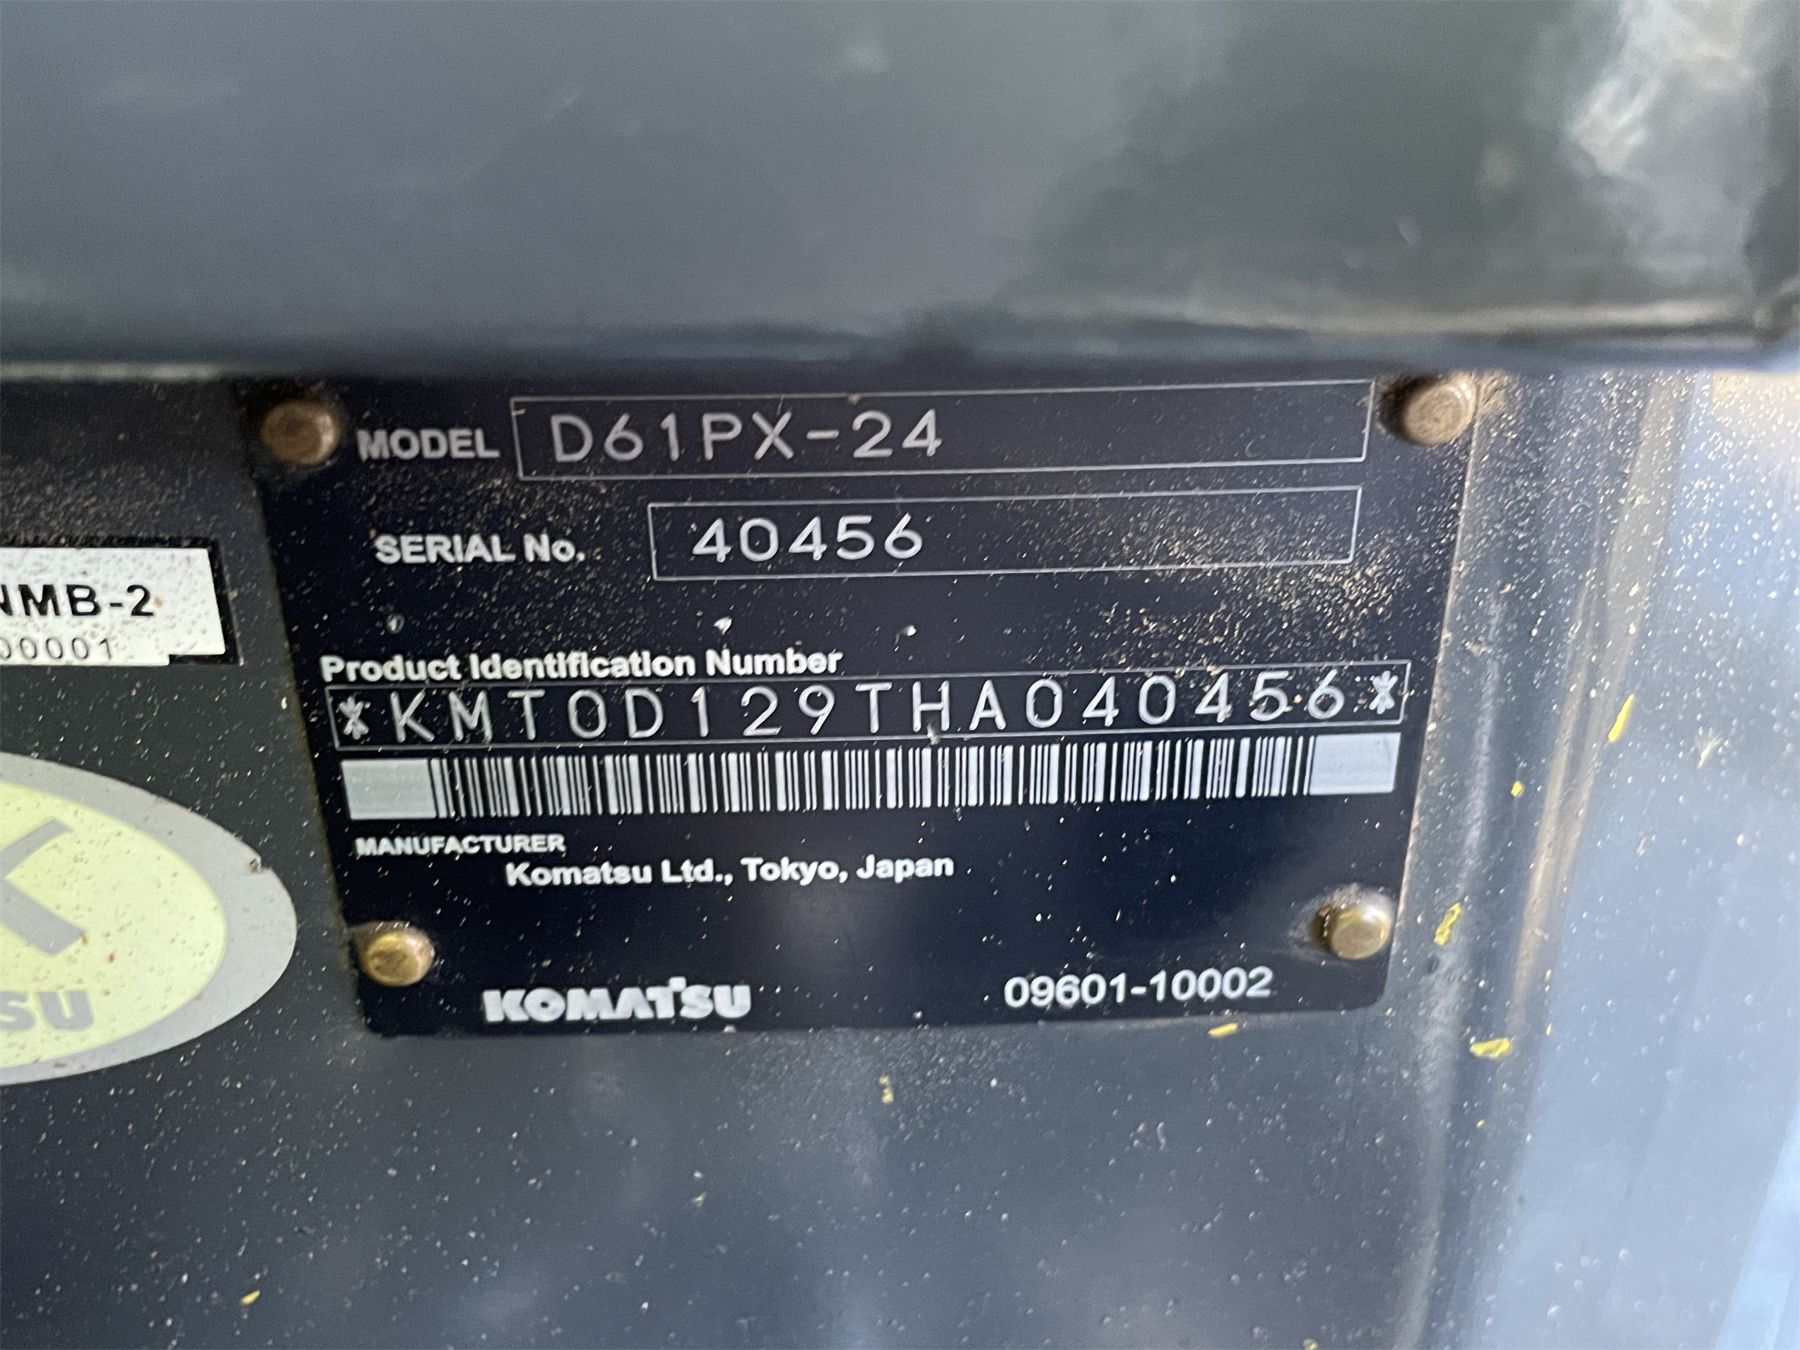 MODEL D61PX-24
SERIAL No. 40456
Product Identification Number
*KMT0D129THA040456*
MANUFACTURER
Komatsu Ltd., Tokyo, Japan
KOMATSU 09601-10002
NMB-2
00001
SU